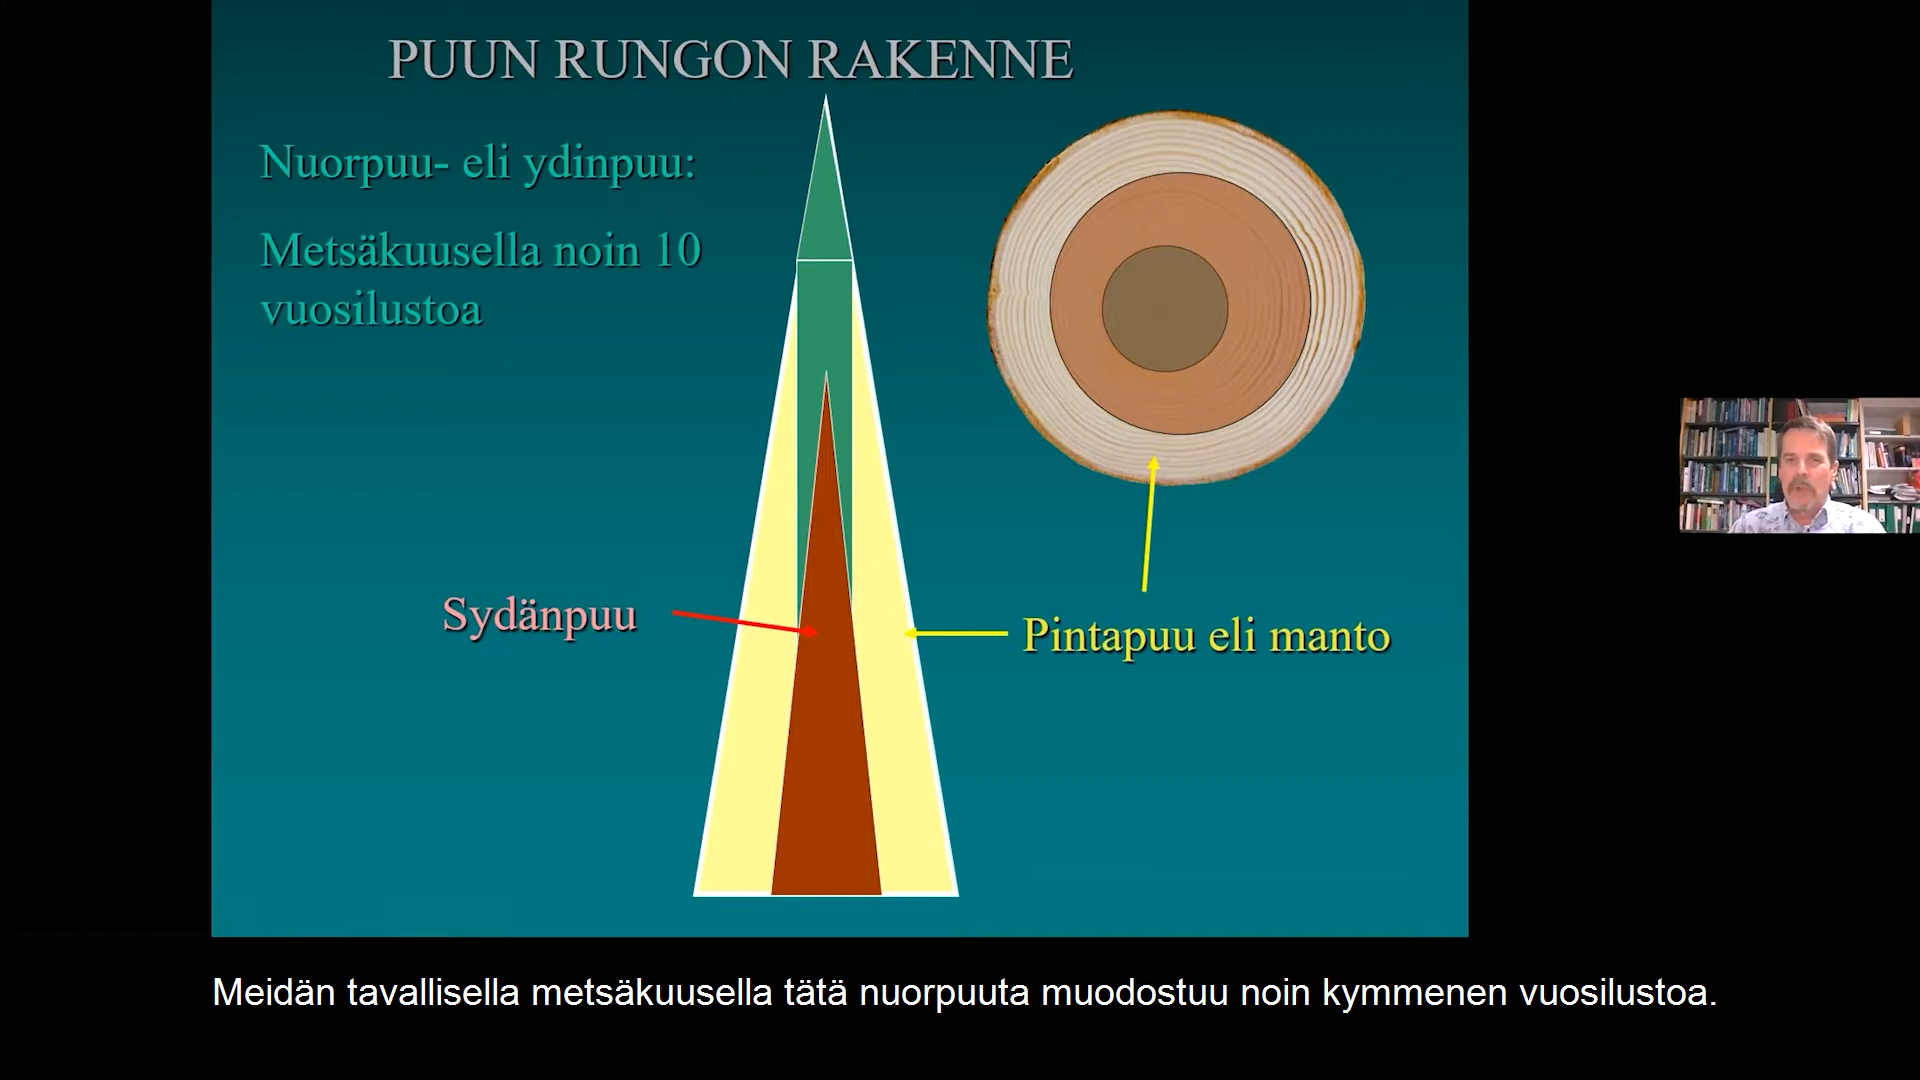 PUUN RUNGON RAKENNE
Nuorpuu- eli ydinpuu:
Metsäkuusella noin 10
vuosilustoa
Sydänpuu
Pintapuu eli manto
Meidän tavallisella metsäkuusella tätä nuorpuuta muodostuu noin kymmenen vuosilustoa.